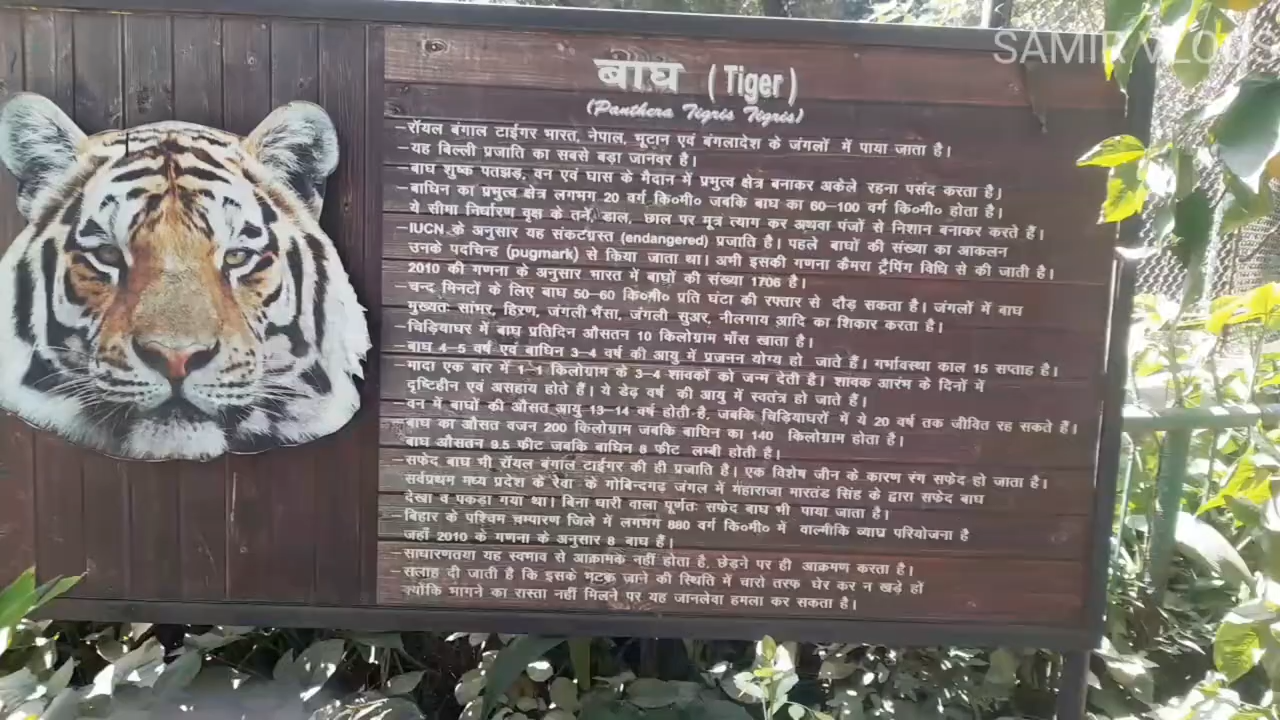 SAMIR VLOGS
बाघ (Tiger)
(Panthera Tigris Tigris)
–रॉयल बंगाल टाईगर भारत, नेपाल, भूटान एवं बंगलादेश के जंगलों में पाया जाता है।
–यह बिल्ली प्रजाति का सबसे बड़ा जानवर है।
–बाघ शुष्क पतझड़, वन एवं घास के मैदान में प्रभुत्व क्षेत्र बनाकर अकेले रहना पसंद करता है।
–बाघिन का प्रभुत्व क्षेत्र लगभग 20 वर्ग कि०मी० जबकि बाघ का 60–100 वर्ग कि०मी० होता है।
ये सीमा निर्धारण वृक्ष के तनें, डाल, छाल पर मूत्र त्याग कर अथवा पंजों से निशान बनाकर करते हैं।
–IUCN के अनुसार यह संकटग्रस्त (endangered) प्रजाति है। पहले बाघों की संख्या का आकलन
उनके पदचिन्ह (pugmark) से किया जाता था। अभी इसकी गणना कैमरा ट्रैपिंग विधि से की जाती है।
2010 की गणना के अनुसार भारत में बाघों की संख्या 1706 है।
–चन्द मिनटों के लिए बाघ 50–60 कि०मी० प्रति घंटा की रफ्तार से दौड़ सकता है। जंगलों में बाघ
मुख्यतः सांभर, हिरण, जंगली भैंसा, जंगली सुअर, नीलगाय आदि का शिकार करता है।
–चिड़ियाघर में बाघ प्रतिदिन औसतन 10 किलोग्राम माँस खाता है।
–बाघ 4–5 वर्ष एवं बाघिन 3–4 वर्ष की आयु में प्रजनन योग्य हो जाते हैं। गर्भावस्था काल 15 सप्ताह है।
–मादा एक बार में 1–1 किलोग्राम के 3–4 शावकों को जन्म देती है। शावक आरंभ के दिनों में
दृष्टिहीन एवं असहाय होते हैं। ये डेढ़ वर्ष की आयु में स्वतंत्र हो जाते हैं।
–वन में बाघों की औसत आयु 13–14 वर्ष होती है, जबकि चिड़ियाघरों में ये 20 वर्ष तक जीवित रह सकते हैं।
बाघ का औसत वजन 200 किलोग्राम जबकि बाघिन का 140 किलोग्राम होता है।
बाघ औसतन 9.5 फीट जबकि बाघिन 8 फीट लम्बी होती है।
–सफेद बाघ भी रॉयल बंगाल टाईगर की ही प्रजाति है। एक विशेष जीन के कारण रंग सफेद हो जाता है।
सर्वप्रथम मध्य प्रदेश के रेवा के गोबिन्दगढ़ जंगल में महाराजा मारतंड सिंह के द्वारा सफेद बाघ
देखा व पकड़ा गया था। बिना धारी वाला पूर्णतः सफेद बाघ भी पाया जाता है।
–बिहार के पश्चिम चम्पारण जिले में लगभग 880 वर्ग कि०मी० में वाल्मीकि व्याघ्र परियोजना है
जहाँ 2010 के गणना के अनुसार 8 बाघ हैं।
साधारणतया यह स्वभाव से आक्रामक नहीं होता है, छेड़ने पर ही आक्रमण करता है।
–सलाह दी जाती है कि इसके भटक जाने की स्थिति में चारो तरफ घेर कर न खड़े हों
क्योंकि भागने का रास्ता नहीं मिलने पर यह जानलेवा हमला कर सकता है।